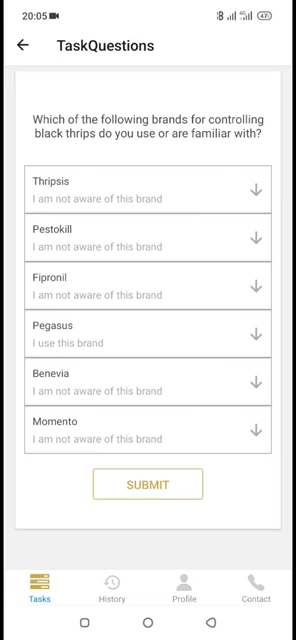 20:05
4G
43
TaskQuestions
Which of the following brands for controlling
black thrips do you use or are familiar with?
Thripsis
I am not aware of this brand
Pestokill
I am not aware of this brand
Fipronil
I am not aware of this brand
Pegasus
I use this brand
Benevia
I am not aware of this brand
Momento
I am not aware of this brand
SUBMIT
Tasks
History
Profile
Contact